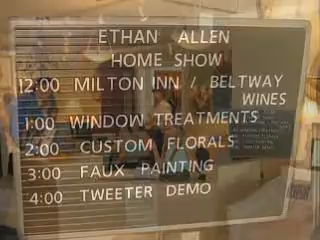 ETHAN ALLEN
HOME SHOW
12:00 MILTON INN / BELTWAY
WINES
1:00 WINDOW TREATMENTS
2:00 CUSTOM FLORALS
3:00 FAUX PAINTING
4:00 TWEETER DEMO